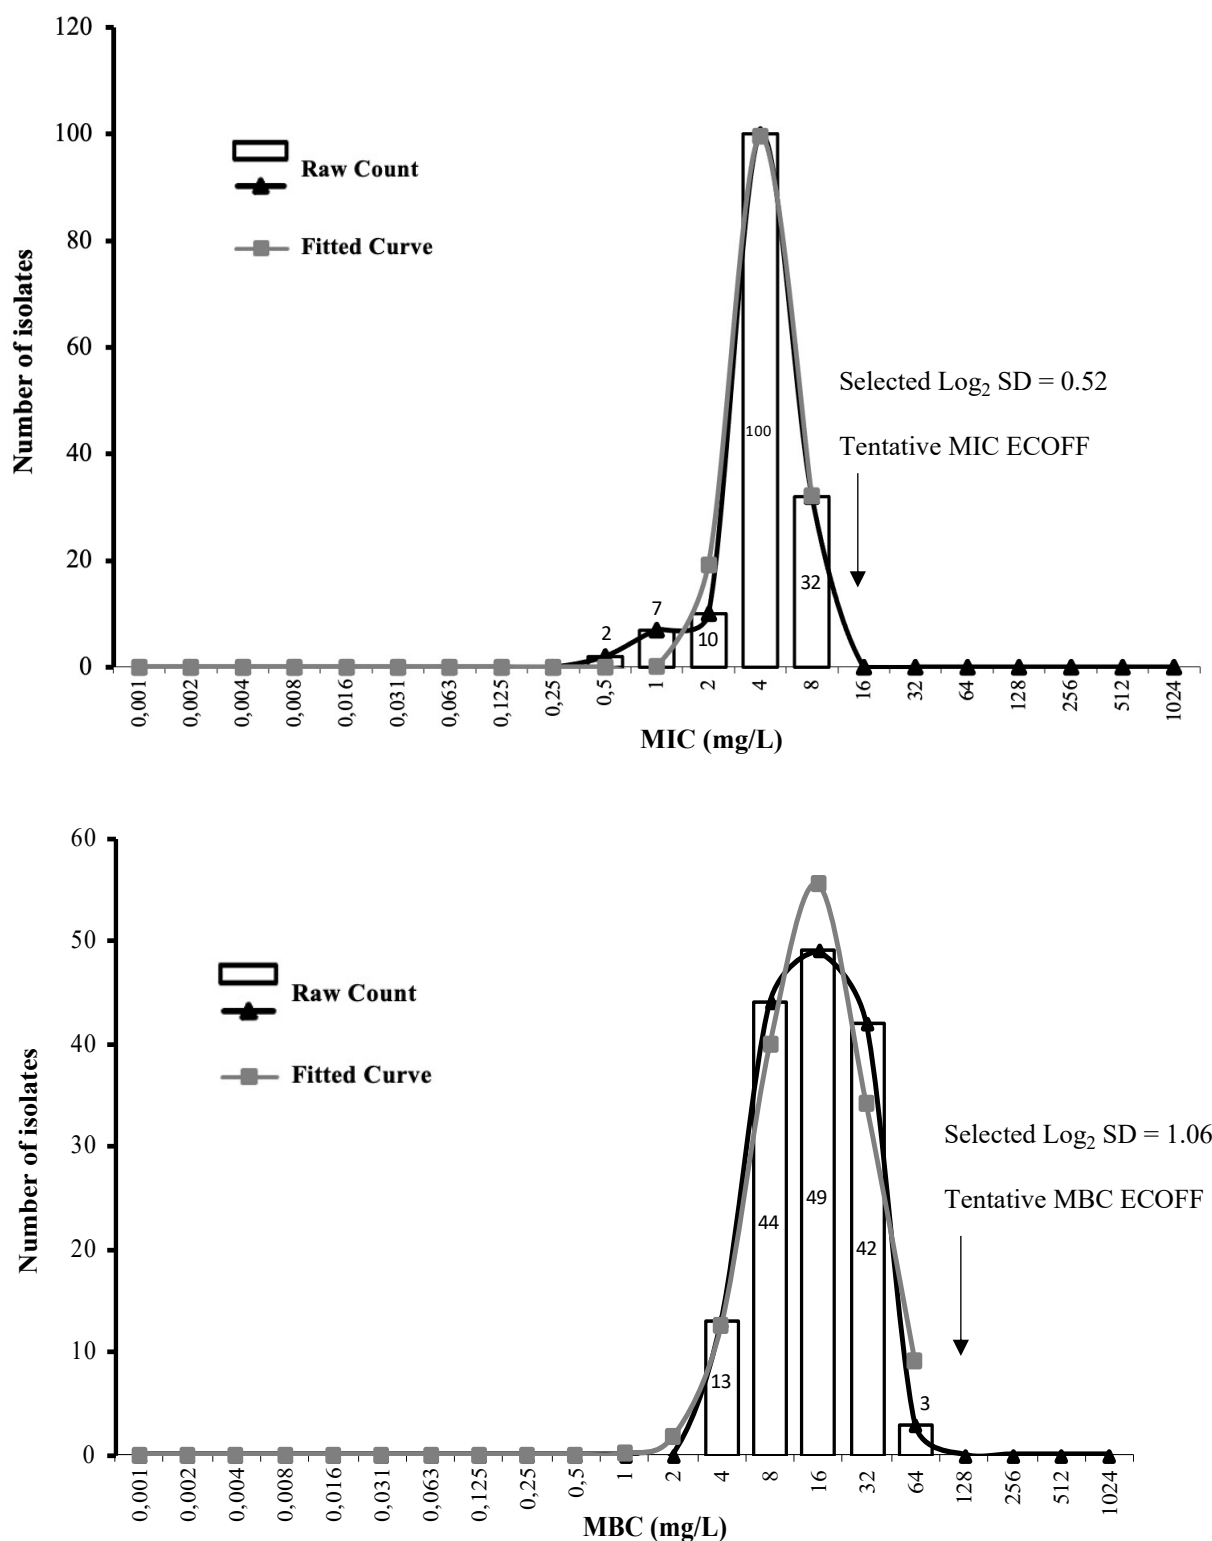 120
100
80
60
40
20
0
Number of isolates
Raw Count
Fitted Curve
2
7
10
100
32
Selected Log₂ SD = 0.52
Tentative MIC ECOFF
0,001 0,002 0,004 0,008 0,016 0,031 0,063 0,125 0,25 0,5 1 2 4 8 16 32 64 128 256 512 1024
MIC (mg/L)
60
50
40
30
20
10
0
Number of isolates
Raw Count
Fitted Curve
13
44
49
42
3
Selected Log₂ SD = 1.06
Tentative MBC ECOFF
0,001 0,002 0,004 0,008 0,016 0,031 0,063 0,125 0,25 0,5 1 2 4 8 16 32 64 128 256 512 1024
MBC (mg/L)